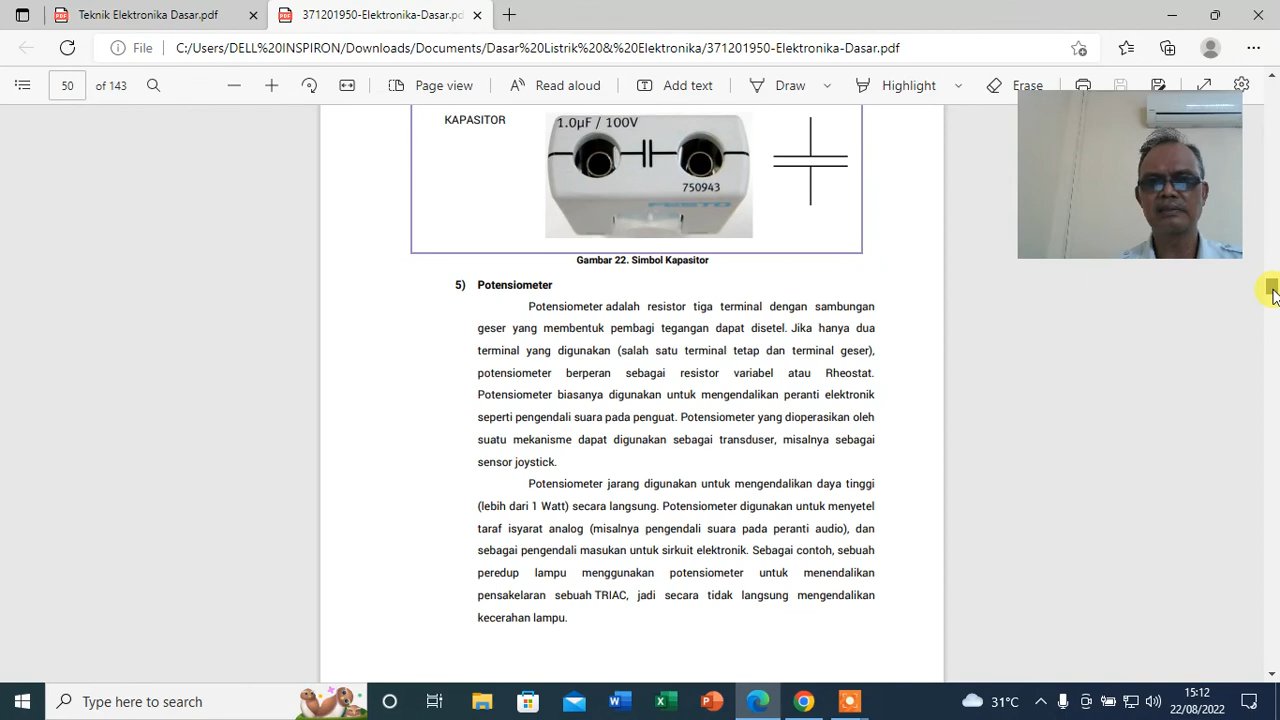 Teknik Elektronika Dasar.pdf
371201950-Elektronika-Dasar.pdf
File
C:/Users/DELL%20INSPIRON/Downloads/Documents/Dasar%20Listrik%20&%20Elektronika/371201950-Elektronika-Dasar.pdf
50 of 143
Page view
Read aloud
Add text
Draw
Highlight
Erase
KAPASITOR
1.0µF / 100V
750943
FESTO
Gambar 22. Simbol Kapasitor
5) Potensiometer
Potensiometer adalah resistor tiga terminal dengan sambungan
geser yang membentuk pembagi tegangan dapat disetel. Jika hanya dua
terminal yang digunakan (salah satu terminal tetap dan terminal geser),
potensiometer berperan sebagai resistor variabel atau Rheostat.
Potensiometer biasanya digunakan untuk mengendalikan peranti elektronik
seperti pengendali suara pada penguat. Potensiometer yang dioperasikan oleh
suatu mekanisme dapat digunakan sebagai transduser, misalnya sebagai
sensor joystick.
Potensiometer jarang digunakan untuk mengendalikan daya tinggi
(lebih dari 1 Watt) secara langsung. Potensiometer digunakan untuk menyetel
taraf isyarat analog (misalnya pengendali suara pada peranti audio), dan
sebagai pengendali masukan untuk sirkuit elektronik. Sebagai contoh, sebuah
peredup lampu menggunakan potensiometer untuk menendalikan
pensakelaran sebuah TRIAC, jadi secara tidak langsung mengendalikan
kecerahan lampu.
Type here to search
31°C
15:12
22/08/2022